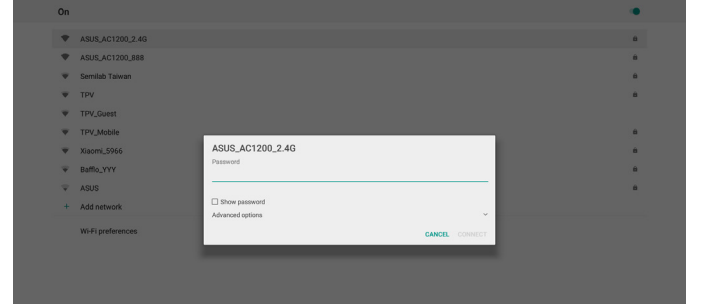 On
ASUS_AC1200_2.4G
ASUS_AC1200_888
Semilab Taiwan
TPV
TPV_Guest
TPV_Mobile
Xiaomi_5966
Bafflo_YYY
ASUS
Add network
Wi-Fi preferences
ASUS_AC1200_2.4G
Password
Show password
Advanced options
CANCEL CONNECT